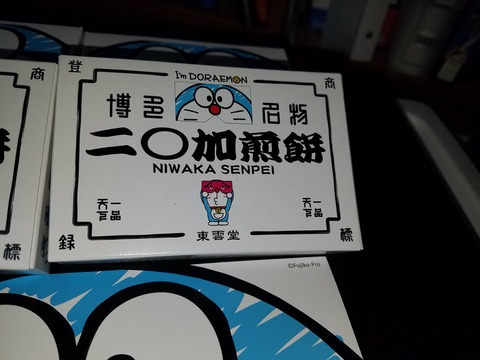 I'm DORAEMON
登 商
博多 名物
二〇加煎餅
NIWAKA SENPEI
天下一品 天下一品
東雲堂
録 標
標
©Fujiko-Pro